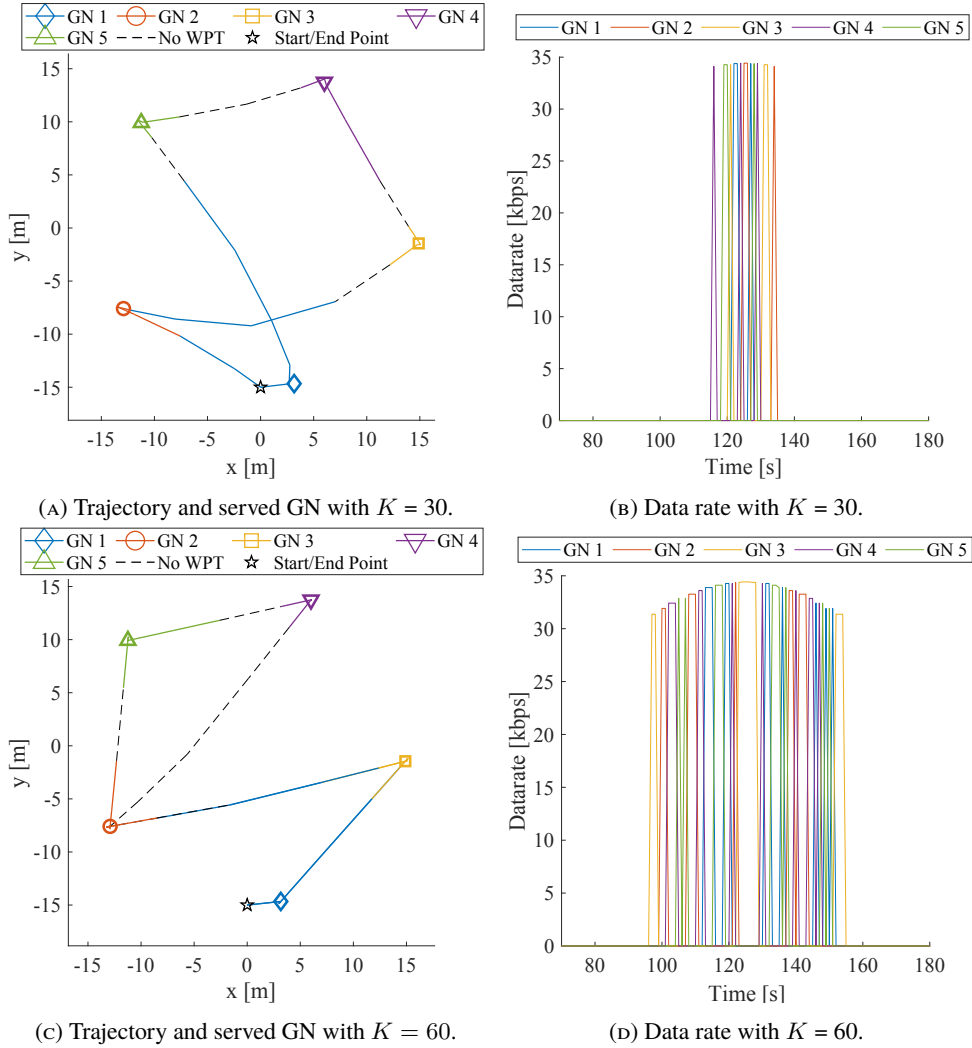 GN 1 GN 2 GN 3 GN 4
GN 5 No WPT Start/End Point
15
10
5
0
-5
-10
-15
y [m]
-15 -10 -5 0 5 10 15
x [m]
(A) Trajectory and served GN with K = 30.
GN 1 GN 2 GN 3 GN 4 GN 5
35
30
25
20
15
10
5
0
Datarate [kbps]
80 100 120 140 160 180
Time [s]
(B) Data rate with K = 30.
GN 1 GN 2 GN 3 GN 4
GN 5 No WPT Start/End Point
15
10
5
0
-5
-10
-15
y [m]
-15 -10 -5 0 5 10 15
x [m]
(C) Trajectory and served GN with K = 60.
GN 1 GN 2 GN 3 GN 4 GN 5
35
30
25
20
15
10
5
0
Datarate [kbps]
80 100 120 140 160 180
Time [s]
(D) Data rate with K = 60.